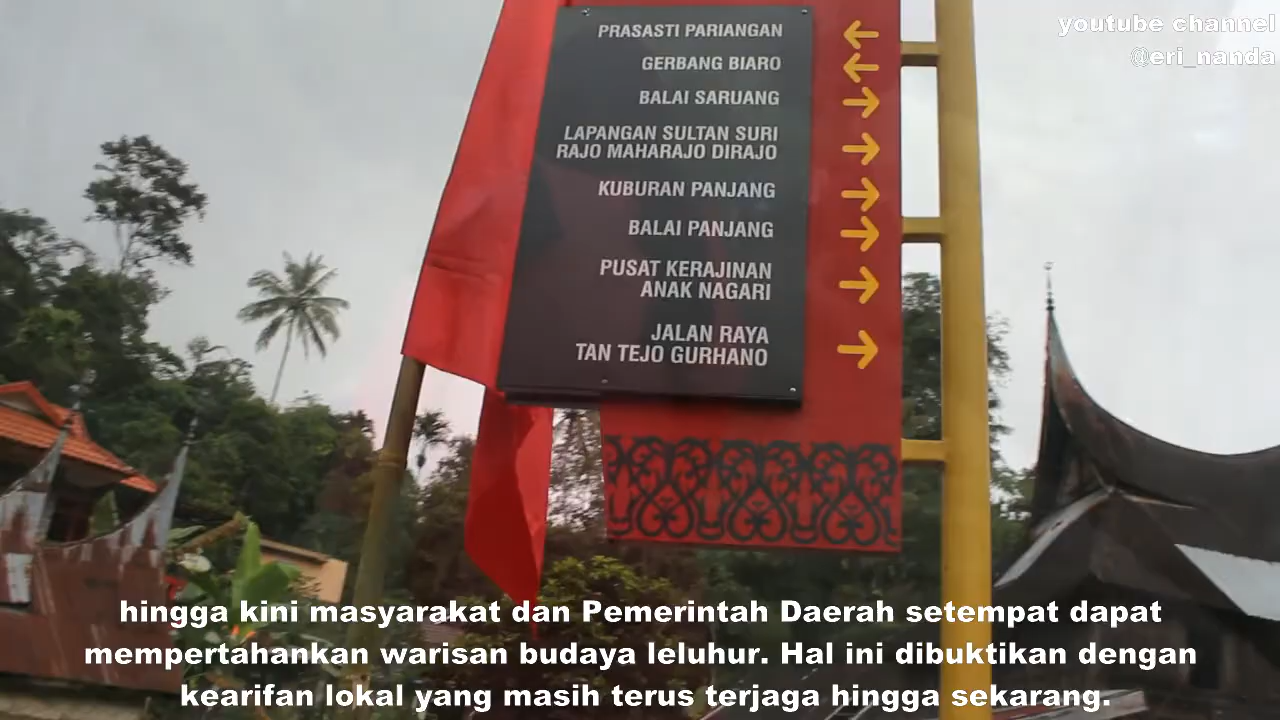 youtube channel
@eri_nanda
PRASASTI PARIANGAN ←
GERBANG BIARO ←
BALAI SARUANG →
LAPANGAN SULTAN SURI →
RAJO MAHARAJO DIRAJO
KUBURAN PANJANG →
BALAI PANJANG →
PUSAT KERAJINAN →
ANAK NAGARI
JALAN RAYA →
TAN TEJO GURHANO
hingga kini masyarakat dan Pemerintah Daerah setempat dapat
mempertahankan warisan budaya leluhur. Hal ini dibuktikan dengan
kearifan lokal yang masih terus terjaga hingga sekarang.